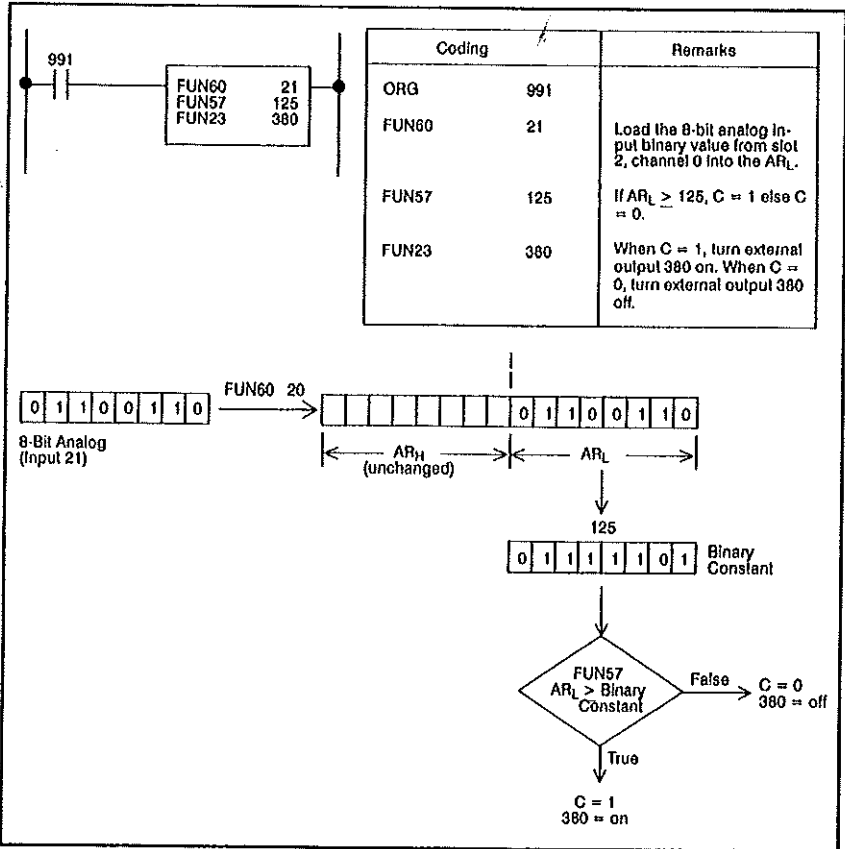 991
FUN60 21
FUN57 125
FUN23 380
Coding Remarks
ORG 991
FUN60 21
Load the 8-bit analog in-
put binary value from slot
2, channel 0 into the ARL.
FUN57 125
If ARL ≥ 125, C = 1 else C
= 0.
FUN23 380
When C = 1, turn external
output 380 on. When C =
0, turn external output 380
off.
0 1 1 0 0 1 1 0
FUN60 20
0 1 1 0 0 1 1 0
8-Bit Analog
(Input 21)
ARH
(unchanged)
ARL
125
0 1 1 1 1 1 0 1
Binary
Constant
FUN57
ARL ≥ Binary
Constant
False
C = 0
380 = off
True
C = 1
380 = on